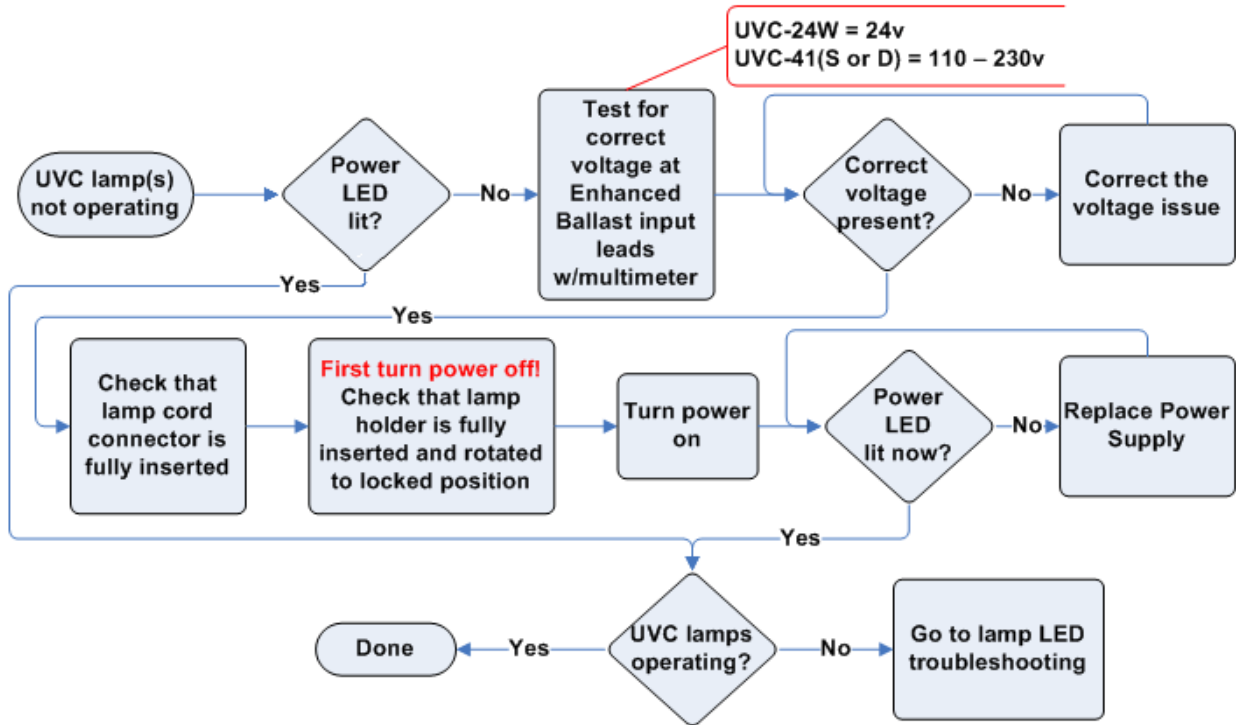 UVC-24W = 24v
UVC-41(S or D) = 110 – 230v
UVC lamp(s)
not operating
Power
LED
lit?
No
Test for
correct
voltage at
Enhanced
Ballast input
leads
w/multimeter
Correct
voltage
present?
No
Correct the
voltage issue
Yes
Yes
Check that
lamp cord
connector is
fully inserted
First turn power off!
Check that lamp
holder is fully
inserted and rotated
to locked position
Turn power
on
Power
LED
lit now?
No
Replace Power
Supply
Yes
UVC lamps
operating?
Yes
Done
No
Go to lamp LED
troubleshooting